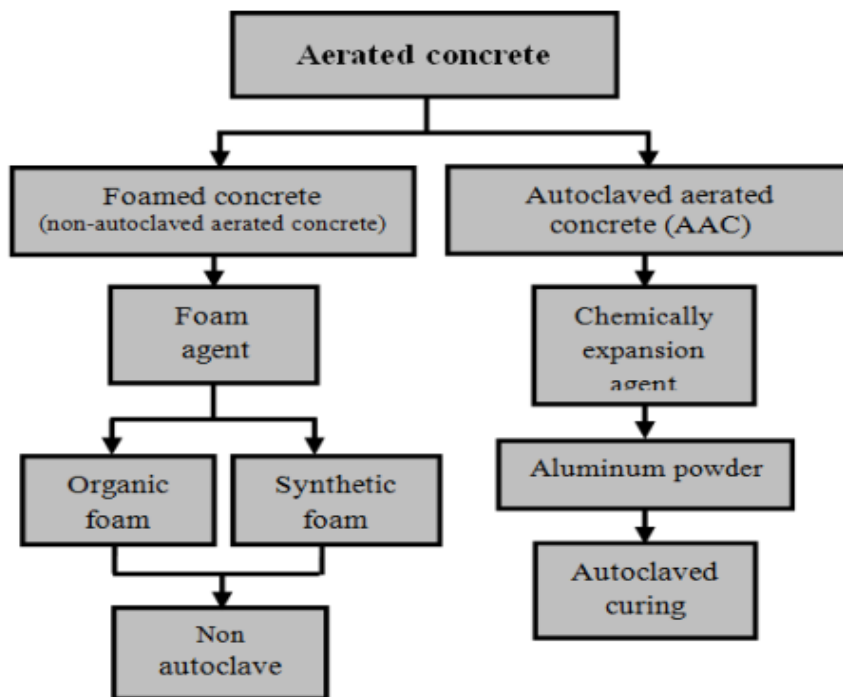 Aerated concrete
Foamed concrete
(non-autoclaved aerated concrete)
Autoclaved aerated
concrete (AAC)
Foam
agent
Chemically
expansion
agent
Organic
foam
Synthetic
foam
Aluminum powder
Autoclaved
curing
Non
autoclave